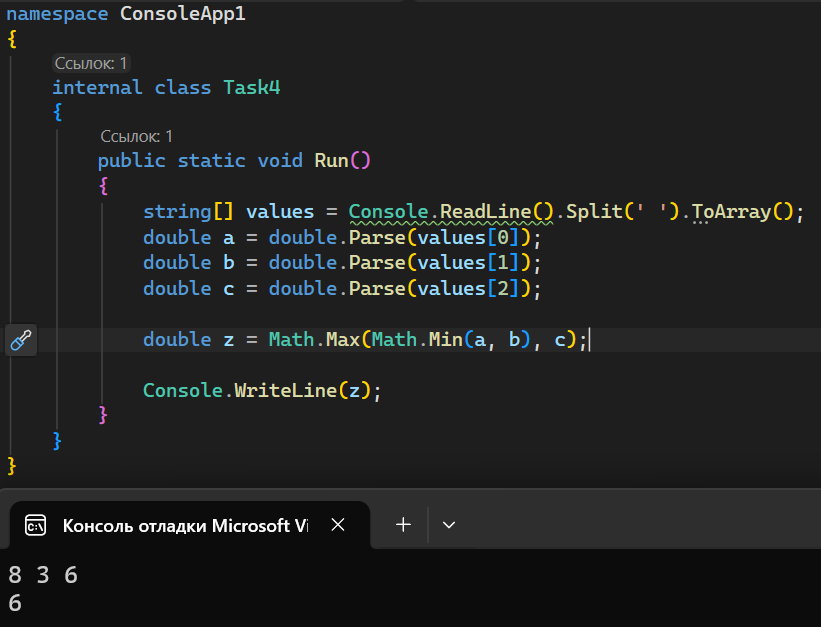 namespace ConsoleApp1
{
Ссылок: 1
internal class Task4
{
Ссылок: 1
public static void Run()
{
string[] values = Console.ReadLine().Split(' ').ToArray();
double a = double.Parse(values[0]);
double b = double.Parse(values[1]);
double c = double.Parse(values[2]);
double z = Math.Max(Math.Min(a, b), c);
Console.WriteLine(z);
}
}
}
Консоль отладки Microsoft Vi
8 3 6
6